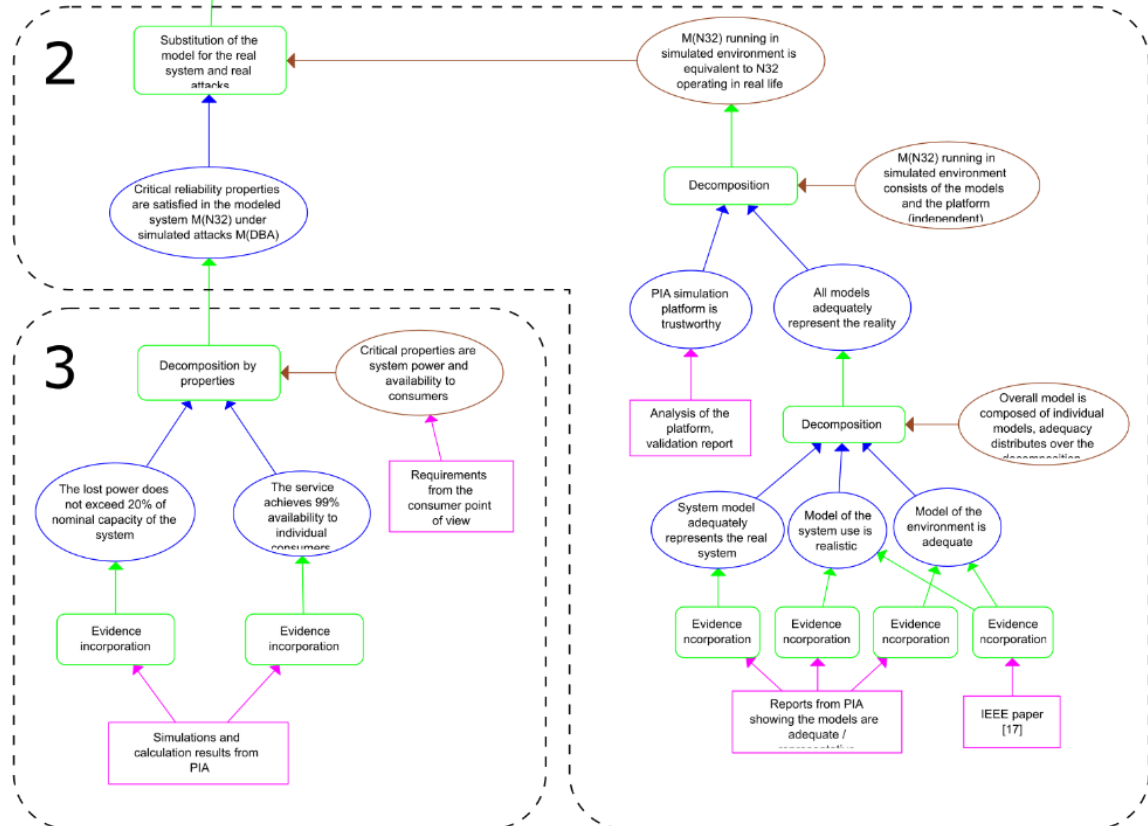 2
Substitution of
the model for the real
system and real
attacks
M(N32) running in
simulated environment is
equivalent to N32
operating in real life
Critical reliability properties
are satisfied in the modeled
system M(N32) under
simulated attacks M(DBA)
Decomposition
M(N32) running in
simulated environment
consists of the models
and the platform
(independent)
PIA simulation
platform is
trustworthy
All models
adequately
represent the reality
3
Decomposition by
properties
Critical properties are
system power and
availability to
consumers
Analysis of the
platform,
validation report
Decomposition
Overall model is
composed of individual
models, adequacy
distributes over the
decomposition
Requirements
from the
consumer point
of view
The lost power does
not exceed 20% of
nominal capacity of the
system
The service
achieves 99%
availability to
individual
consumers
System model
adequately
represents the real
system
Model of the
system use is
realistic
Model of the
environment is
adequate
Evidence
incorporation
Evidence
incorporation
Evidence
ncorporation
Evidence
ncorporation
Evidence
ncorporation
Evidence
ncorporation
Simulations and
calculation results from
PIA
Reports from PIA
showing the models are
adequate /
representative
IEEE paper
[17]